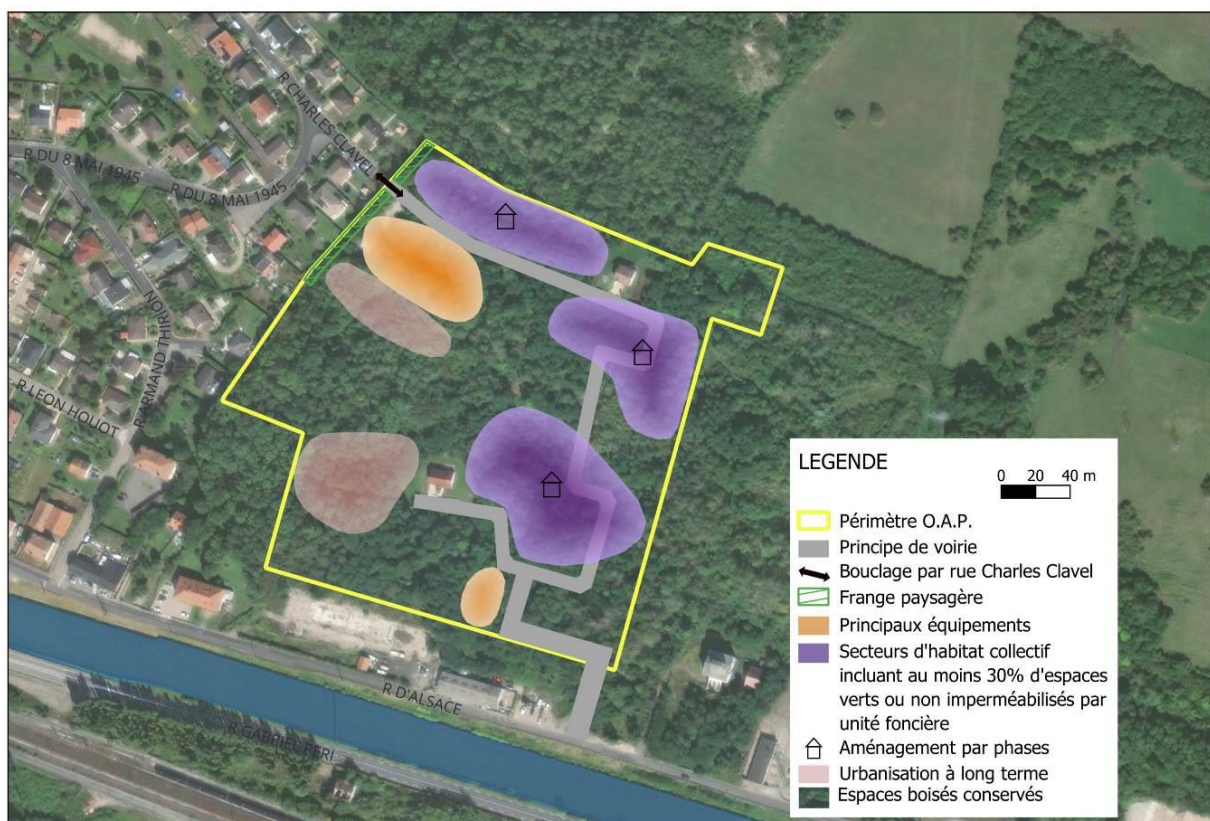 R CHARLES CLAVEL
R DU 8 MAI 1945
R DU 8 MAI 1945
R ARMAND THIRION
R LEON HOUOT
R D'ALSACE
R GABRIEL PERI
LEGENDE
0 20 40 m
Périmètre O.A.P.
Principe de voirie
Bouclage par rue Charles Clavel
Frange paysagère
Principaux équipements
Secteurs d'habitat collectif
incluant au moins 30% d'espaces
verts ou non imperméabilisés par
unité foncière
Aménagement par phases
Urbanisation à long terme
Espaces boisés conservés